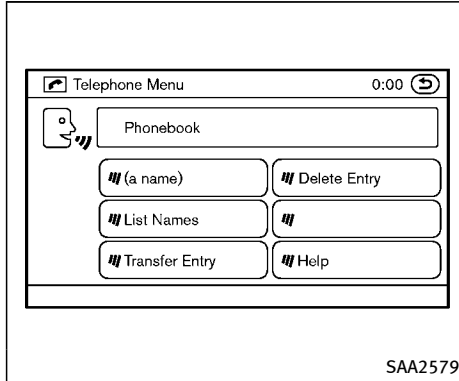 Telephone Menu 0:00
Phonebook
(a name) Delete Entry
List Names
Transfer Entry Help
SAA2579